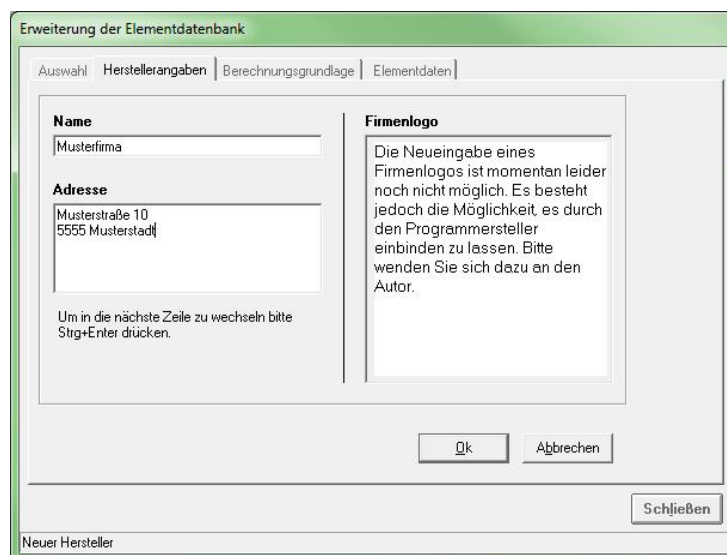 Erweiterung der Elementdatenbank
Auswahl Herstellerangaben Berechnungsgrundlage Elementdaten
Name
Musterfirma
Adresse
Musterstraße 10
5555 Musterstadt
Um in die nächste Zeile zu wechseln bitte
Strg+Enter drücken.
Firmenlogo
Die Neueingabe eines
Firmenlogos ist momentan leider
noch nicht möglich. Es besteht
jedoch die Möglichkeit, es durch
den Programmersteller
einbinden zu lassen. Bitte
wenden Sie sich dazu an den
Autor.
Ok Abbrechen
Schließen
Neuer Hersteller